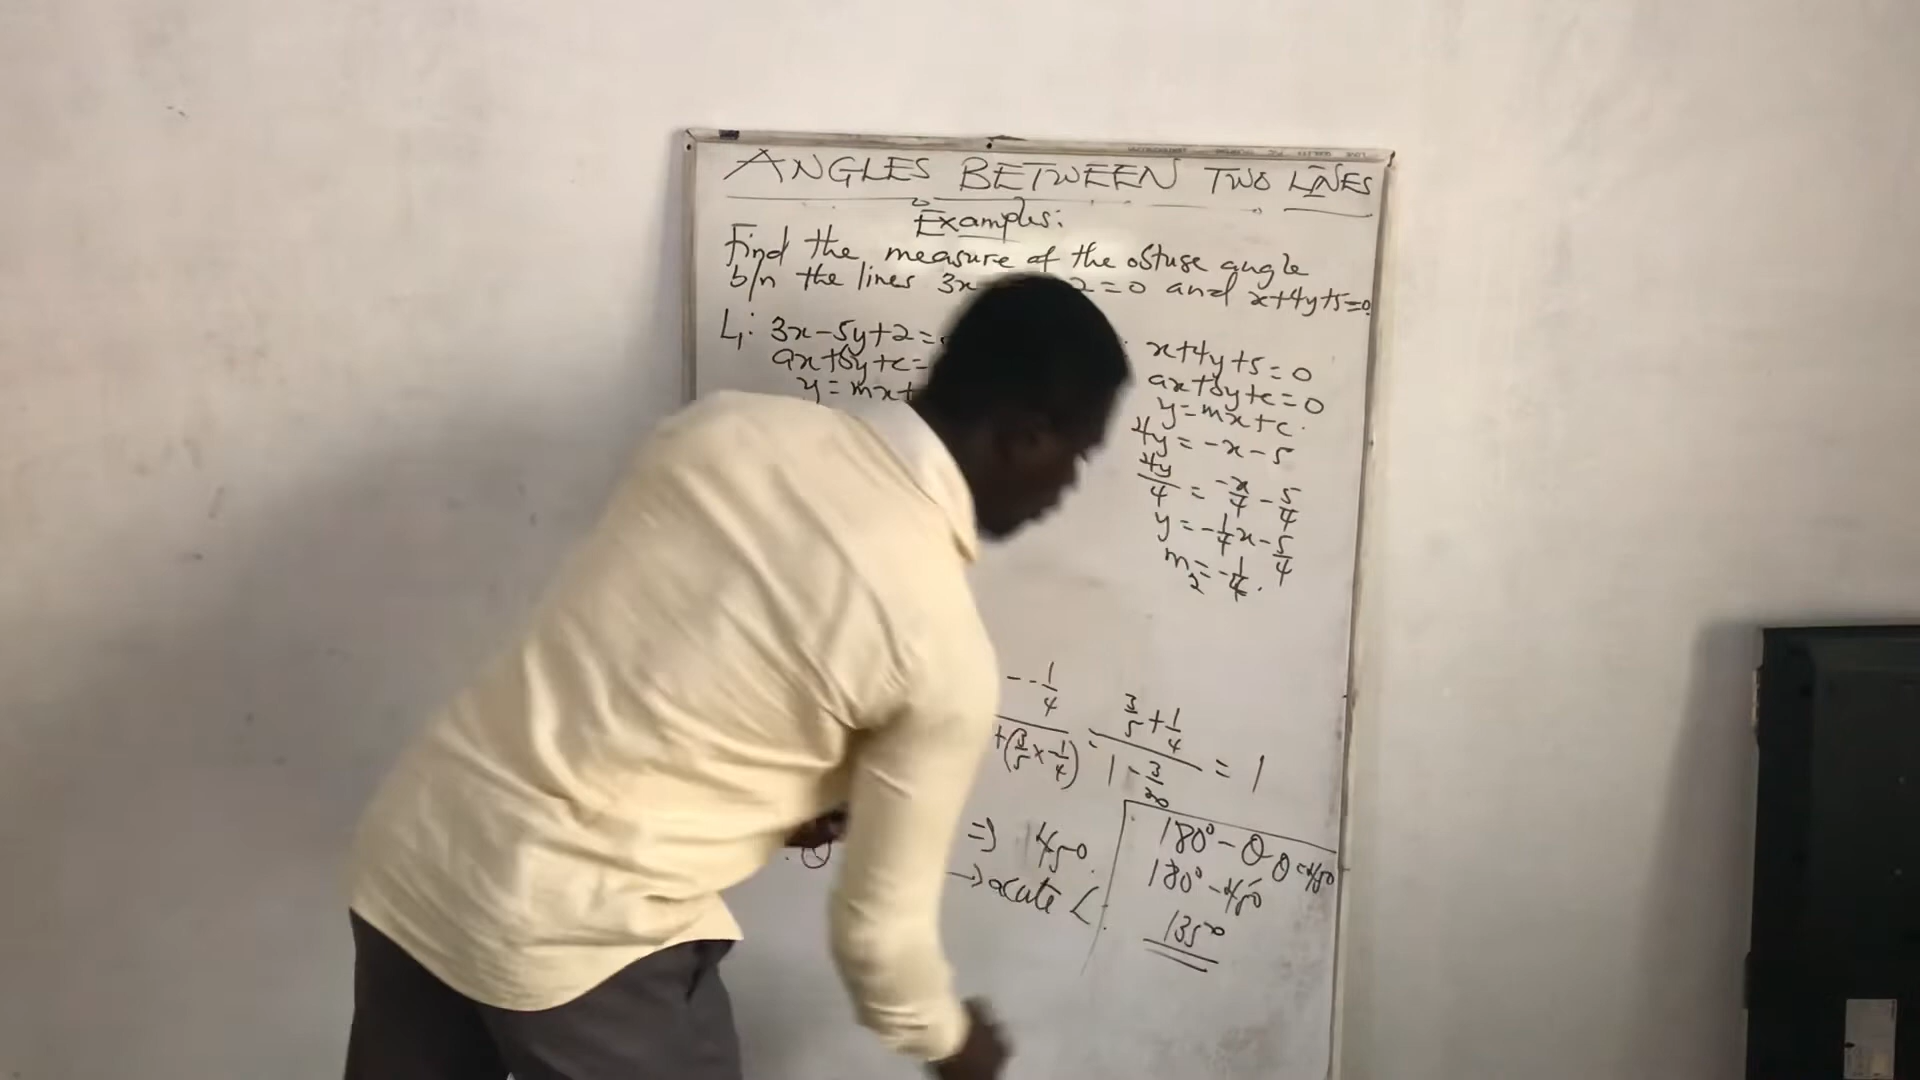 ANGLES BETWEEN TWO LINES
Examples:
Find the measure of the obtuse angle
b/n the lines 3x 2=0 and x+4y+5=0.
L₁: 3x-5y+2=
ax+by+c=
y=mx+
x+4y+5=0
ax+by+c=0
y=mx+c.
4y=-x-5
4y/4 = -x/4 - 5/4
y=-1/4x-5/4
m₂=-1/4.
--1/4
+(3/5x-1/4) = (3/5+1/4)/(1-3/20) = 1
=> 45°.
→acute ∠.
180°-θ θ=45°
180°-45°
135°